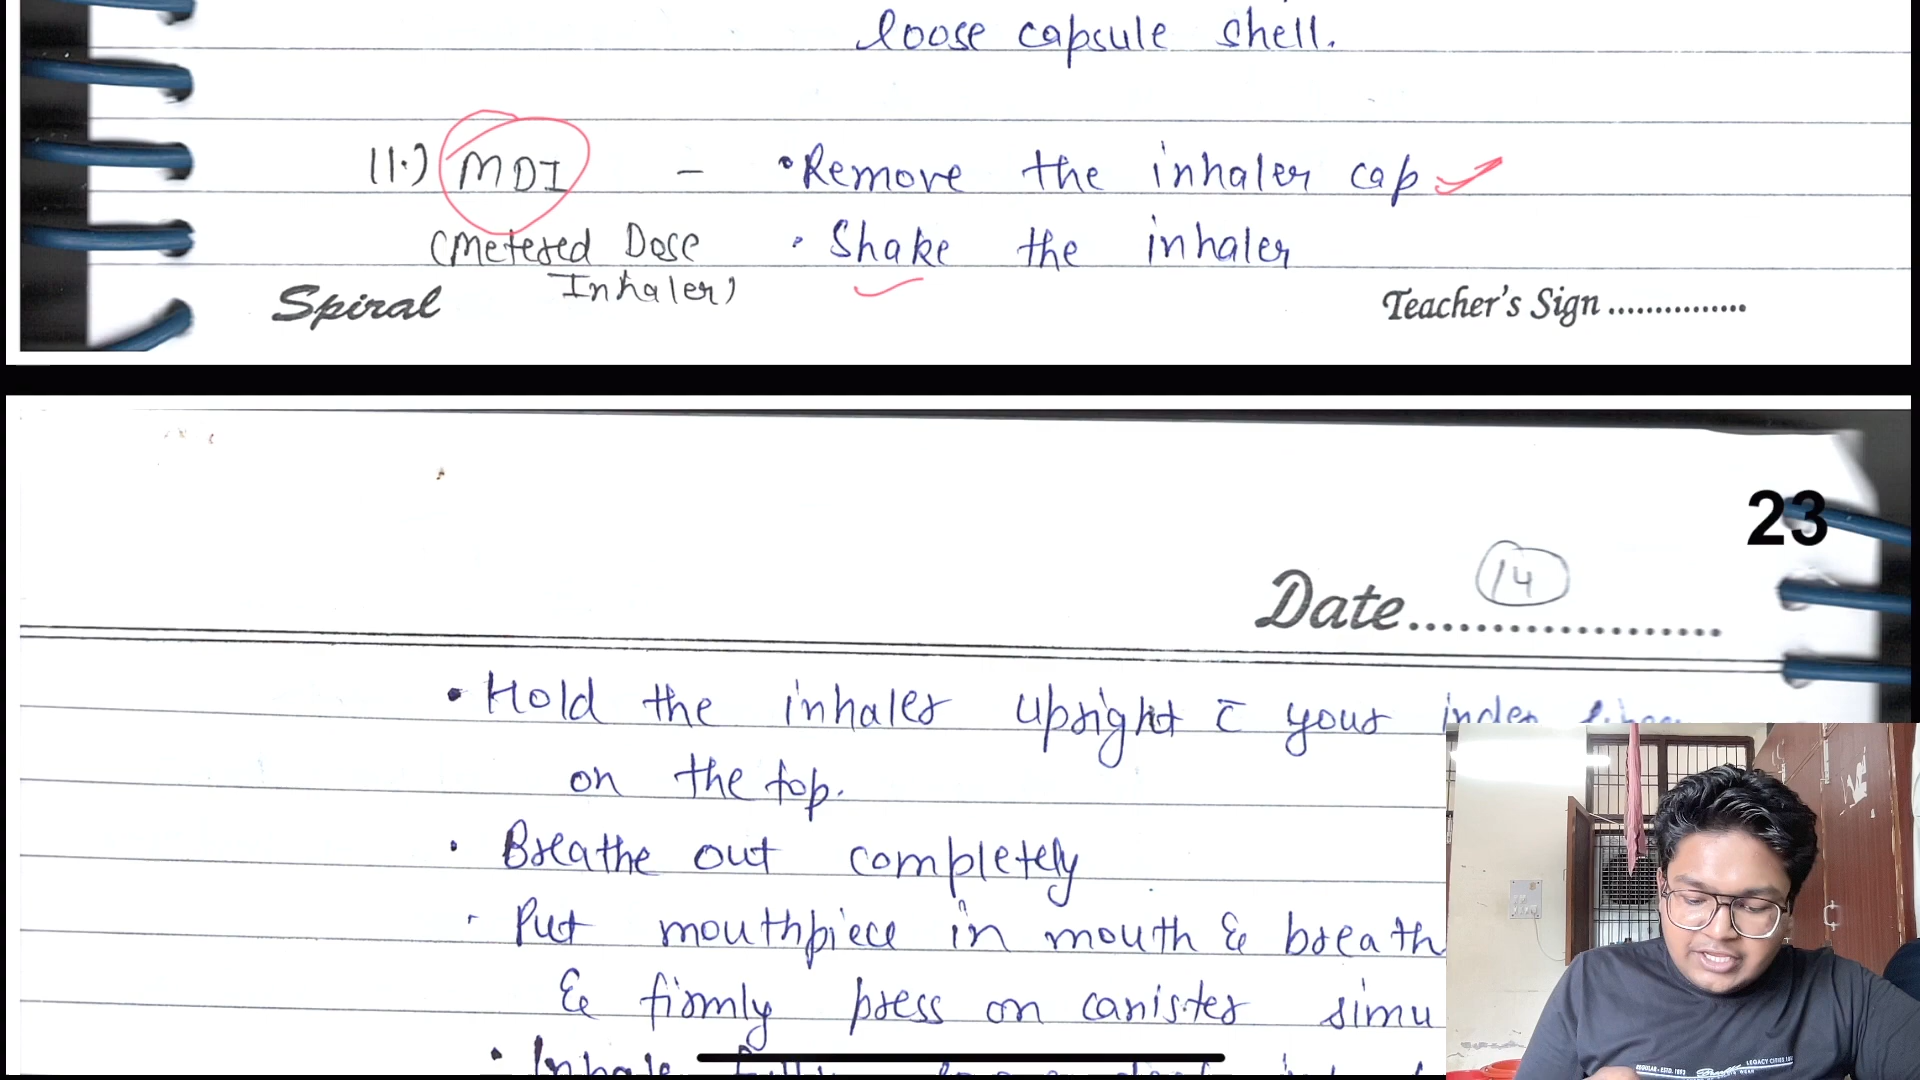 loose capsule shell.
11.) MDI - • Remove the inhaler cap
(Metered Dose Inhaler)
• Shake the inhaler
Spiral
Teacher's Sign ...............
23
14
Date...................
• Hold the inhaler upright c̄ your index
on the top.
• Breathe out completely
• Put mouthpiece in mouth & breath
& firmly press on canister simu
• Inhale